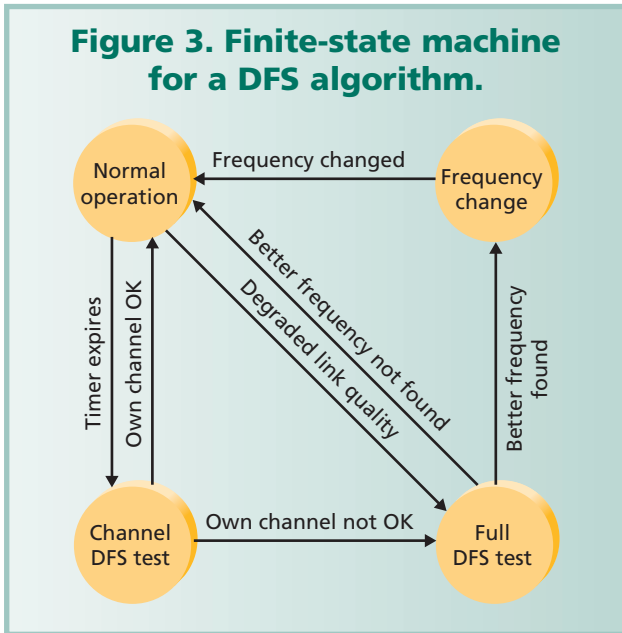 Figure 3. Finite-state machine
for a DFS algorithm.
Normal
operation
Frequency changed
Frequency
change
Better frequency not found
Degraded link quality
Timer expires
Own channel OK
Better frequency
found
Channel
DFS test
Own channel not OK
Full
DFS test